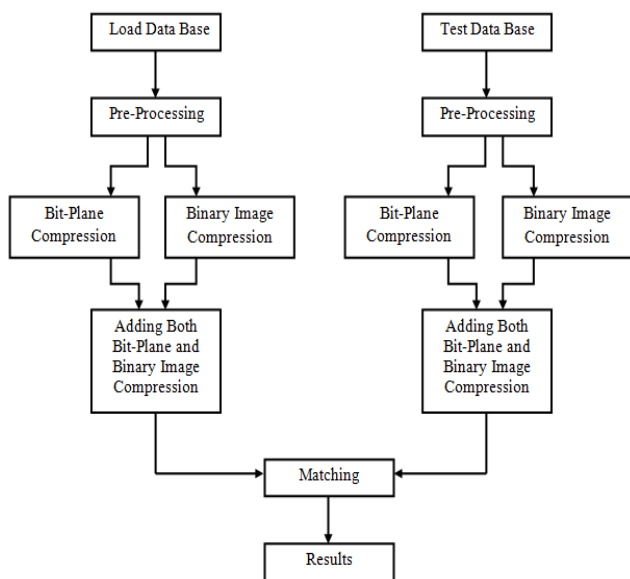 Load Data Base
Test Data Base
Pre-Processing
Pre-Processing
Bit-Plane
Compression
Binary Image
Compression
Bit-Plane
Compression
Binary Image
Compression
Adding Both
Bit-Plane and
Binary Image
Compression
Adding Both
Bit-Plane and
Binary Image
Compression
Matching
Results